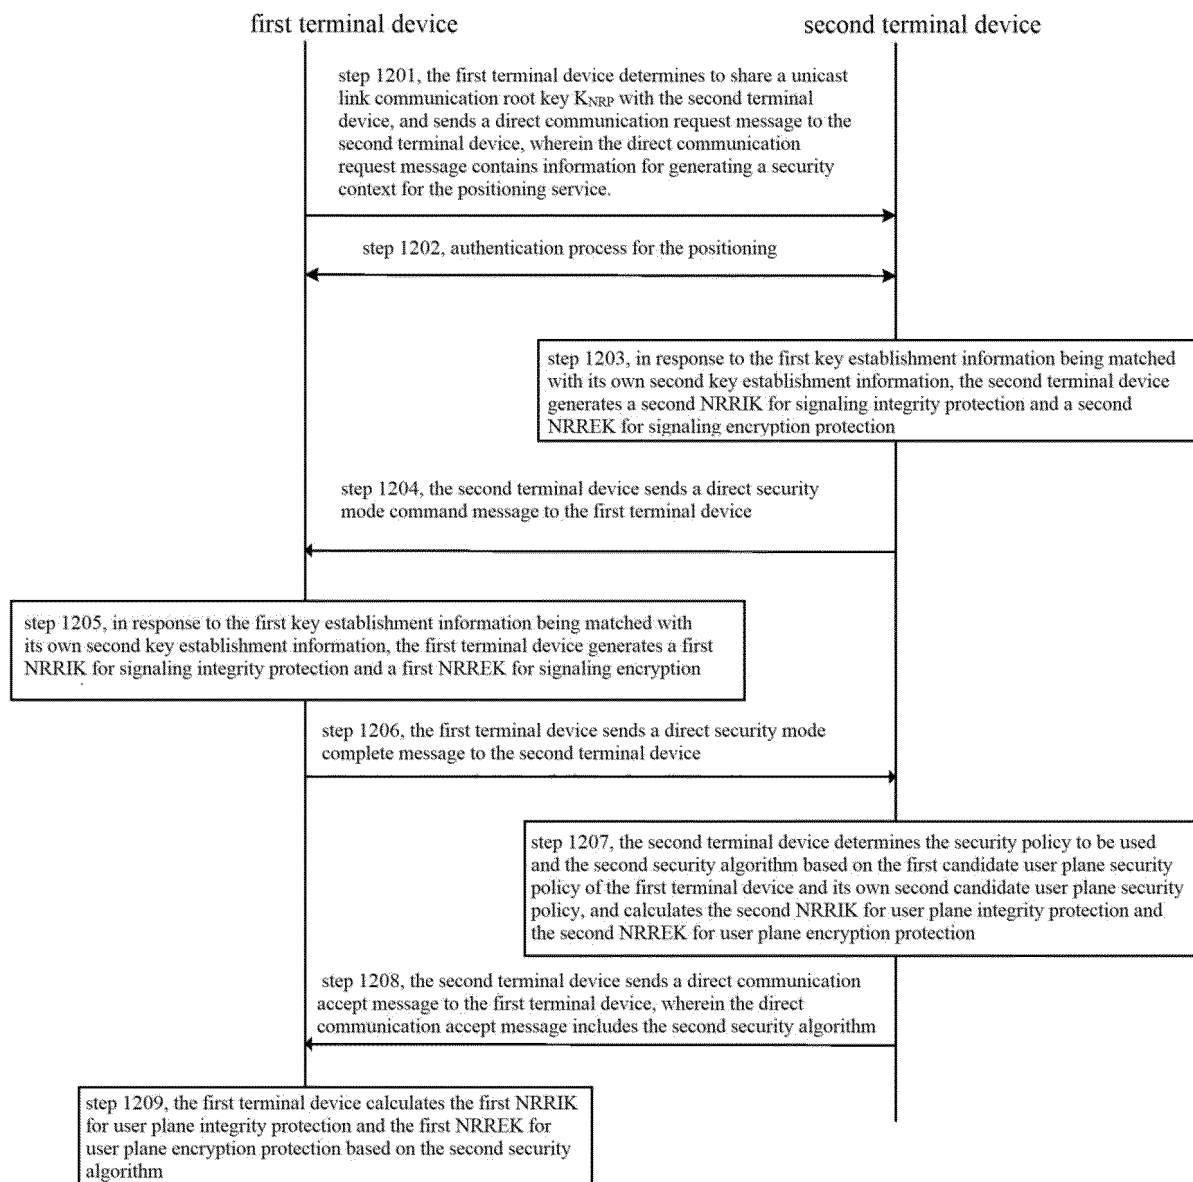 first terminal device
second terminal device
step 1201, the first terminal device determines to share a unicast
link communication root key KNRP with the second terminal
device, and sends a direct communication request message to the
second terminal device, wherein the direct communication
request message contains information for generating a security
context for the positioning service.
step 1202, authentication process for the positioning
step 1203, in response to the first key establishment information being matched
with its own second key establishment information, the second terminal device
generates a second NRRIK for signaling integrity protection and a second
NRREK for signaling encryption protection
step 1204, the second terminal device sends a direct security
mode command message to the first terminal device
step 1205, in response to the first key establishment information being matched with
its own second key establishment information, the first terminal device generates a first
NRRIK for signaling integrity protection and a first NRREK for signaling encryption
step 1206, the first terminal device sends a direct security mode
complete message to the second terminal device
step 1207, the second terminal device determines the security policy to be used
and the second security algorithm based on the first candidate user plane security
policy of the first terminal device and its own second candidate user plane security
policy, and calculates the second NRRIK for user plane integrity protection and
the second NRREK for user plane encryption protection
step 1208, the second terminal device sends a direct communication
accept message to the first terminal device, wherein the direct
communication accept message includes the second security algorithm
step 1209, the first terminal device calculates the first NRRIK
for user plane integrity protection and the first NRREK for
user plane encryption protection based on the second security
algorithm